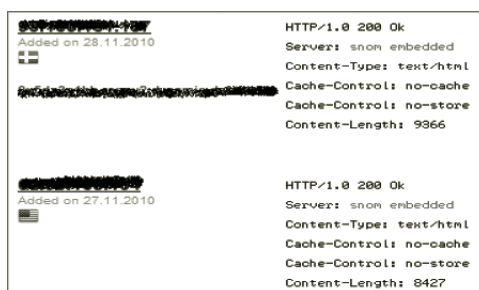 Added on 28.11.2010
HTTP/1.0 200 Ok
Server: snom embedded
Content-Type: text/html
Cache-Control: no-cache
Cache-Control: no-store
Content-Length: 9366
Added on 27.11.2010
HTTP/1.0 200 Ok
Server: snom embedded
Content-Type: text/html
Cache-Control: no-cache
Cache-Control: no-store
Content-Length: 8427